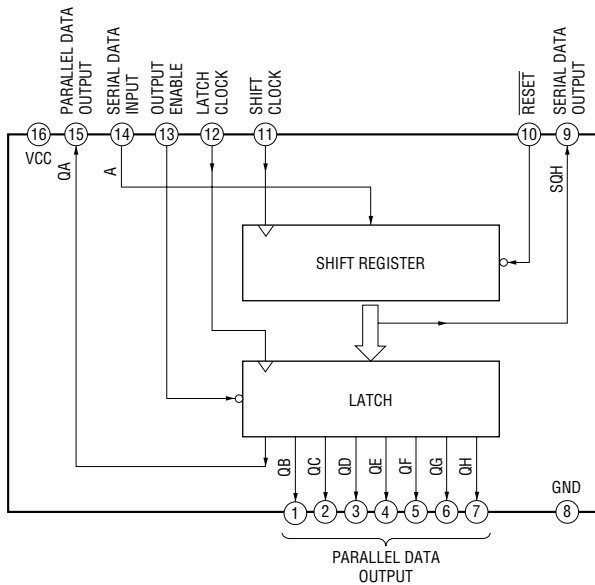 PARALLEL DATA
OUTPUT
SERIAL DATA
INPUT
OUTPUT
ENABLE
LATCH
CLOCK
SHIFT
CLOCK
RESET
SERIAL DATA
OUTPUT
16
15
14
13
12
11
10
9
VCC
QA
A
SQH
SHIFT REGISTER
LATCH
QB
QC
QD
QE
QF
QG
QH
GND
1
2
3
4
5
6
7
8
PARALLEL DATA
OUTPUT